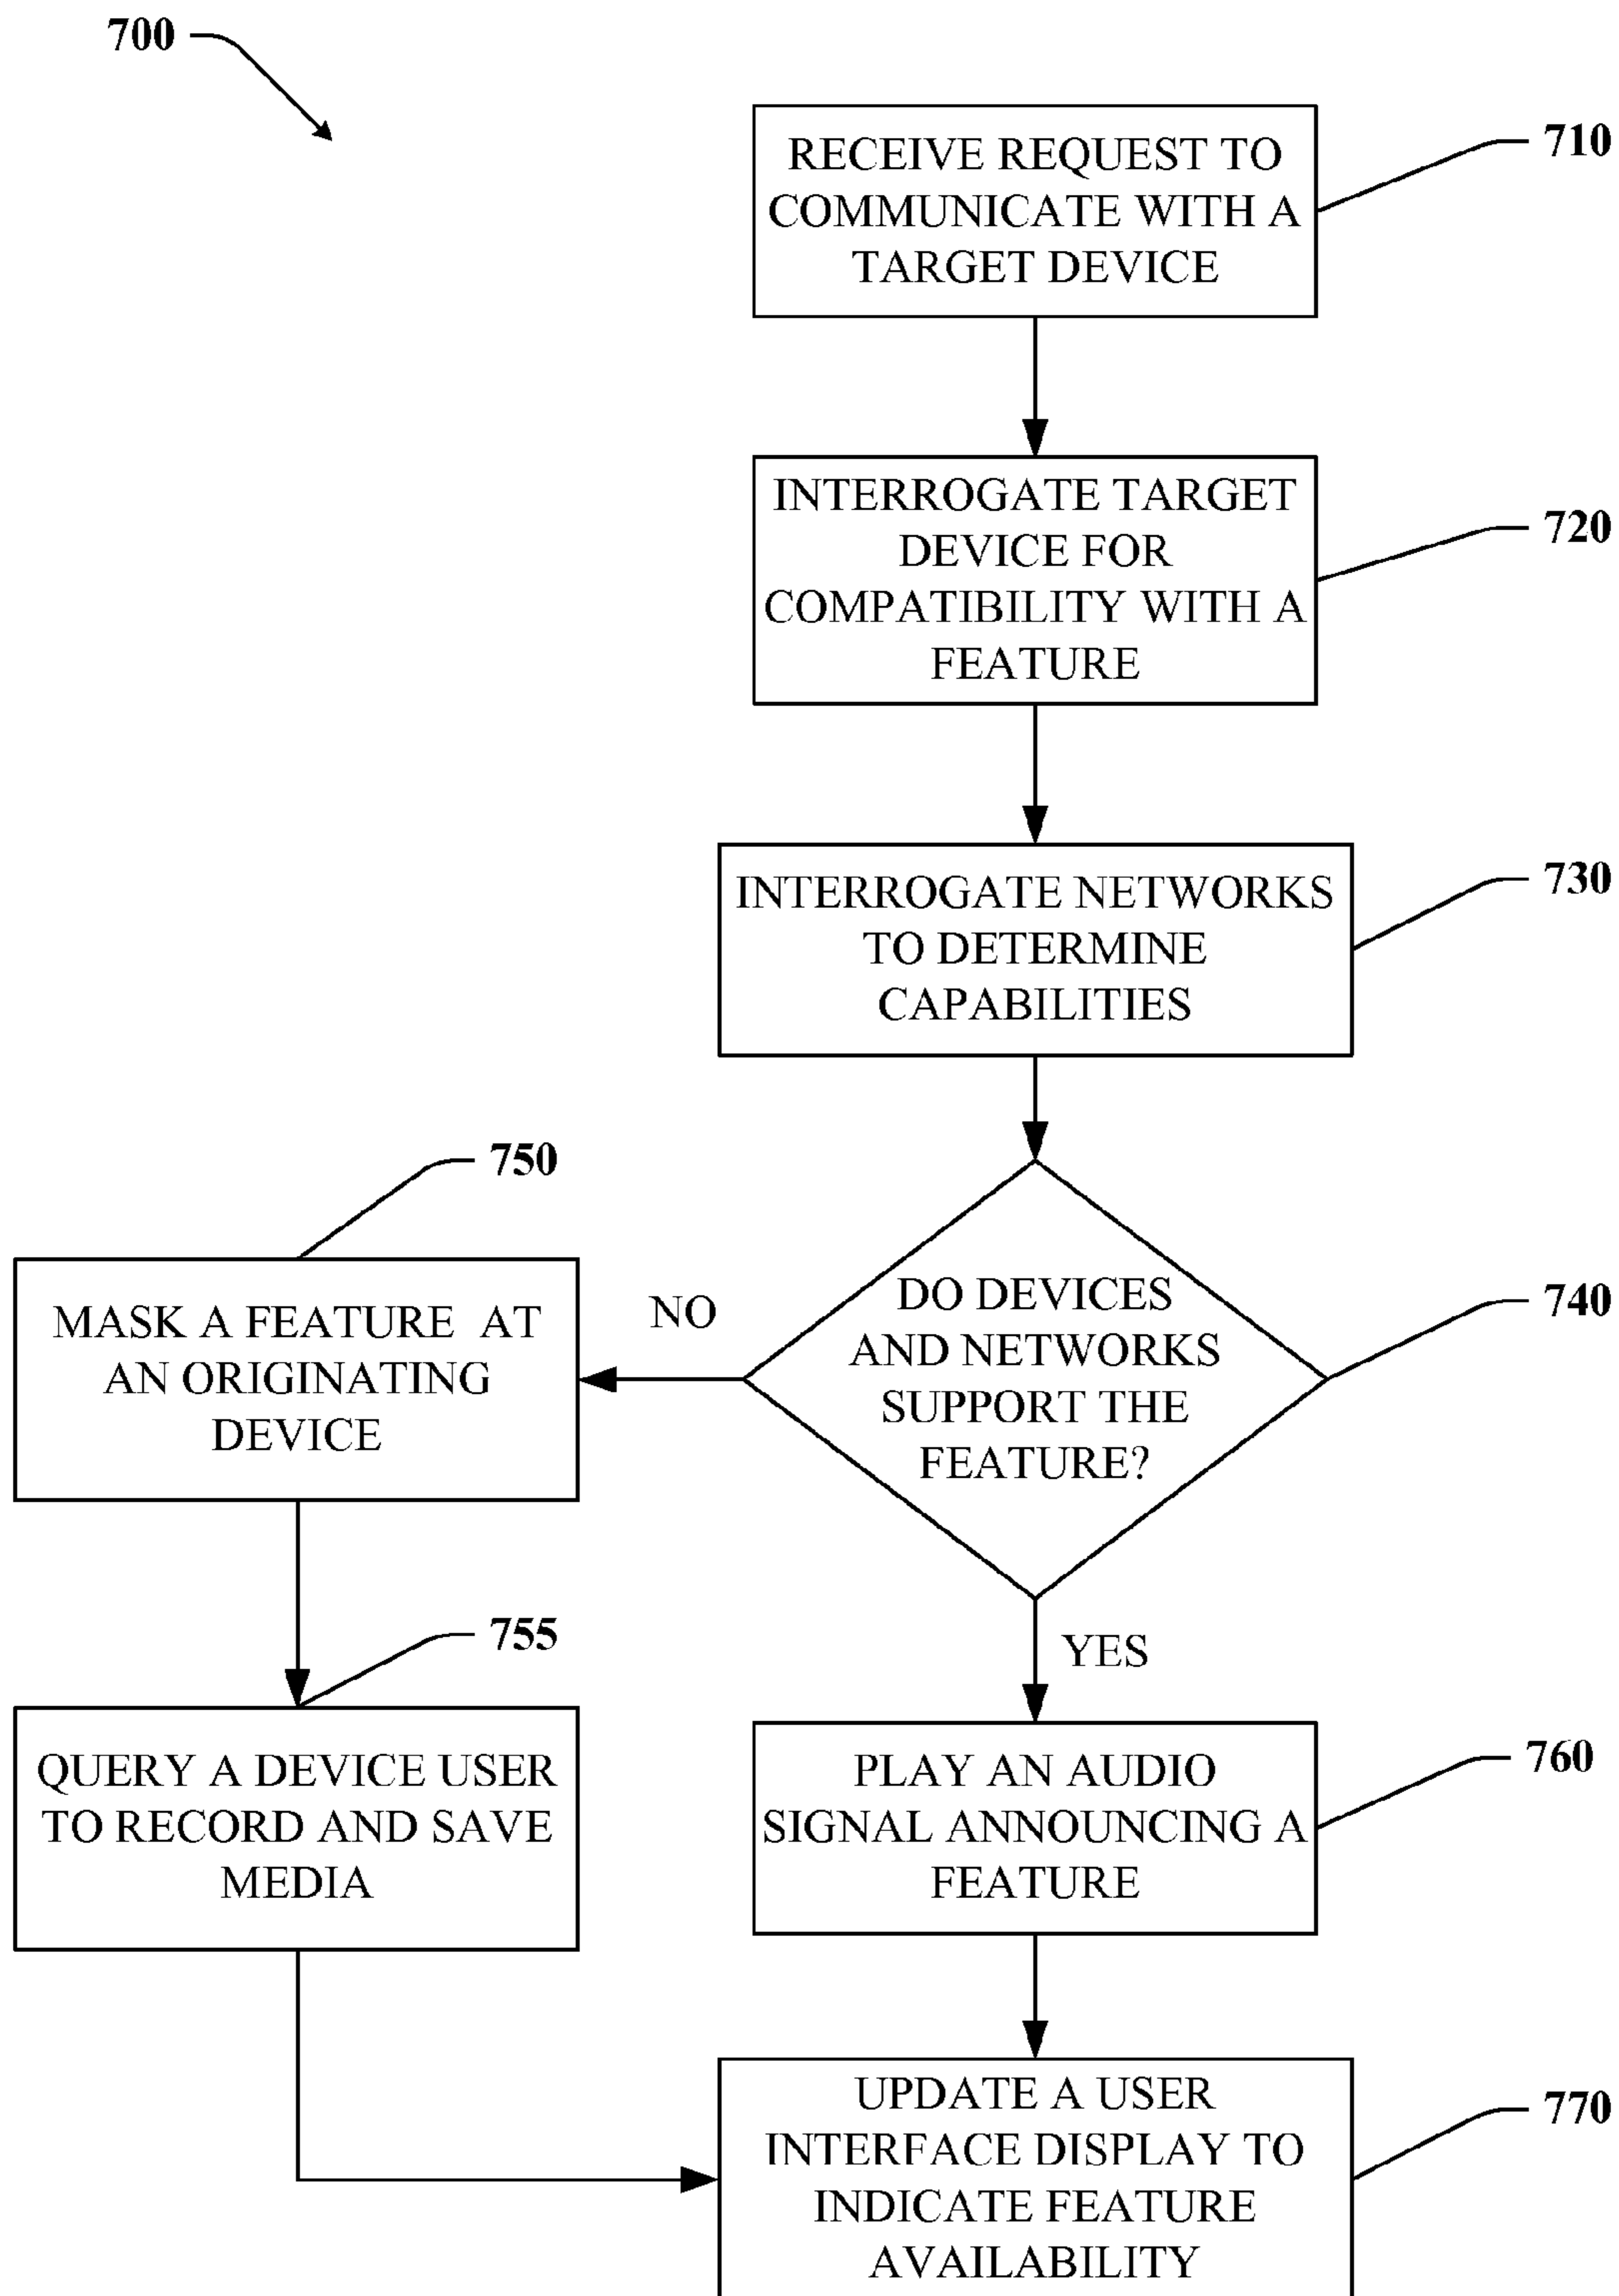 700
RECEIVE REQUEST TO
COMMUNICATE WITH A
TARGET DEVICE
710
INTERROGATE TARGET
DEVICE FOR
COMPATIBILITY WITH A
FEATURE
720
INTERROGATE NETWORKS
TO DETERMINE
CAPABILITIES
730
DO DEVICES
AND NETWORKS
SUPPORT THE
FEATURE?
740
NO
750
MASK A FEATURE AT
AN ORIGINATING
DEVICE
755
QUERY A DEVICE USER
TO RECORD AND SAVE
MEDIA
YES
PLAY AN AUDIO
SIGNAL ANNOUNCING A
FEATURE
760
UPDATE A USER
INTERFACE DISPLAY TO
INDICATE FEATURE
AVAILABILITY
770